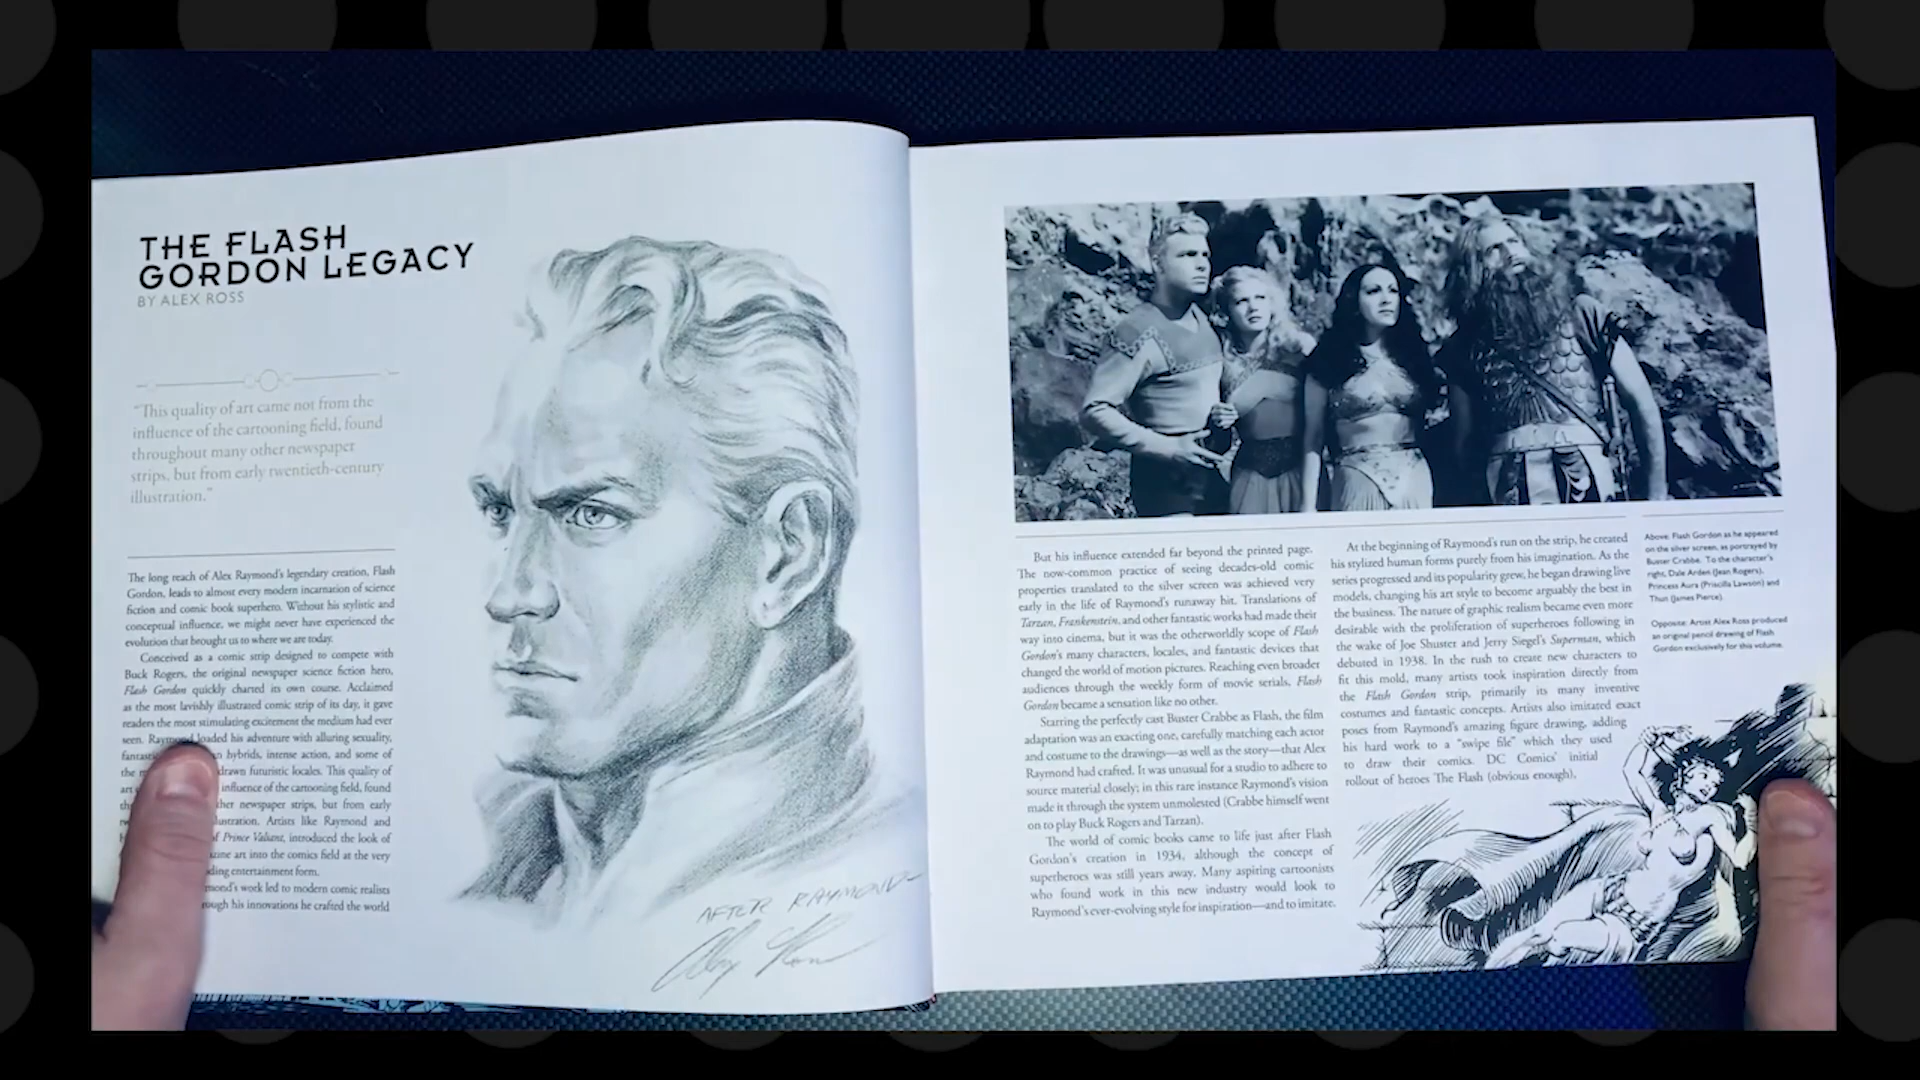 THE FLASH
GORDON LEGACY
BY ALEX ROSS
"This quality of art came not from the
influence of the cartooning field, found
throughout many other newspaper
strips, but from early twentieth-century
illustration."
The long reach of Alex Raymond's legendary creation, Flash
Gordon, leads to almost every modern incarnation of science
fiction and comic book superhero. Without his stylistic and
conceptual influence, we might never have experienced the
evolution that brought us to where we are today.
Conceived as a comic strip designed to compete with
Buck Rogers, the original newspaper science fiction hero,
Flash Gordon quickly charted its own course. Acclaimed
as the most lavishly illustrated comic strip of its day, it gave
readers the most stimulating excitement the medium had ever
seen. Raymond loaded his adventure with alluring sexuality,
hybrids, intense action, and some of
the drawn futuristic locales. This quality of
art influence of the cartooning field, found
newspaper strips, but from early
Artists like Raymond and
Prince Valiant, introduced the look of
art into the comics field at the very
entertainment form.
work led to modern comic realists
his innovations he crafted the world
AFTER RAYMOND-
Alex Ross
But his influence extended far beyond the printed page.
The now-common practice of seeing decades-old comic
properties translated to the silver screen was achieved very
early in the life of Raymond's runaway hit. Translations of
Tarzan, Frankenstein, and other fantastic works had made their
way into cinema, but it was the otherworldly scope of Flash
Gordon's many characters, locales, and fantastic devices that
changed the world of motion pictures. Reaching even broader
audiences through the weekly form of movie serials, Flash
Gordon became a sensation like no other.
Starring the perfectly cast Buster Crabbe as Flash, the film
adaptation was an exacting one, carefully matching each actor
and costume to the drawings—as well as the story—that Alex
Raymond had crafted. It was unusual for a studio to adhere to
source material closely; in this rare instance Raymond's vision
made it through the system unmolested (Crabbe himself went
on to play Buck Rogers and Tarzan).
The world of comic books came to life just after Flash
Gordon's creation in 1934, although the concept of
superheroes was still years away. Many aspiring cartoonists
who found work in this new industry would look to
Raymond's ever-evolving style for inspiration—and to imitate.
At the beginning of Raymond's run on the strip, he created
his stylized human forms purely from his imagination. As the
series progressed and its popularity grew, he began drawing live
models, changing his art style to become arguably the best in
the business. The nature of graphic realism became even more
desirable with the proliferation of superheroes following in
the wake of Joe Shuster and Jerry Siegel's Superman, which
debuted in 1938. In the rush to create new characters to
fit this mold, many artists took inspiration directly from
the Flash Gordon strip, primarily its many inventive
costumes and fantastic concepts. Artists also imitated exact
poses from Raymond's amazing figure drawing, adding
his hard work to a "swipe file" which they used
to draw their comics. DC Comics' initial
rollout of heroes The Flash (obvious enough),
Above: Flash Gordon as he appeared
on the silver screen, as portrayed by
Buster Crabbe. To the character's
right, Dale Arden (Jean Rogers),
Princess Aura (Priscilla Lawson) and
Thun (James Pierce).
Opposite: Artist Alex Ross produced
an original pencil drawing of Flash
Gordon exclusively for this volume.